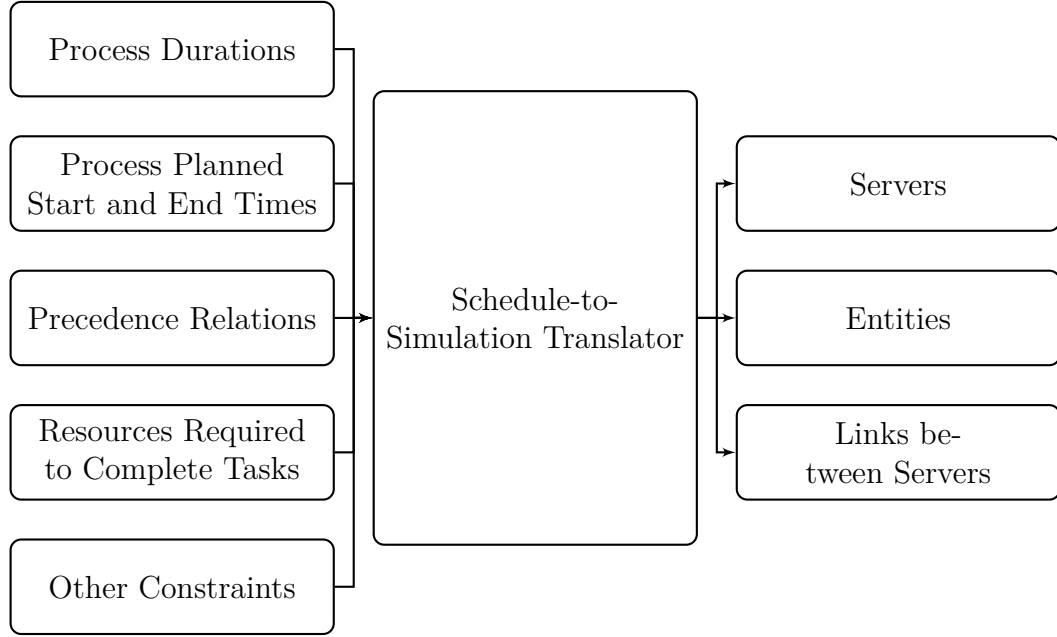 Process Durations
Process Planned
Start and End Times
Precedence Relations
Resources Required
to Complete Tasks
Other Constraints
Schedule-to-
Simulation Translator
Servers
Entities
Links be-
tween Servers